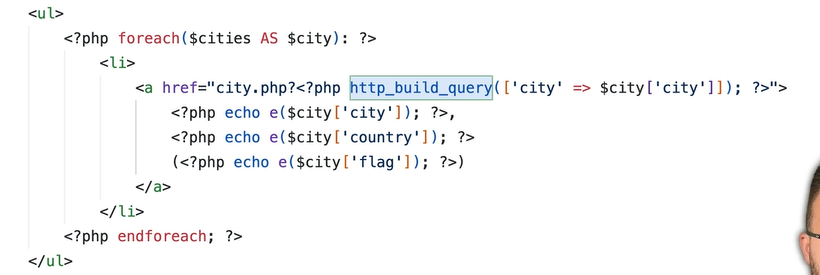 <ul>
<?php foreach($cities AS $city): ?>
<li>
<a href="city.php?<?php http_build_query(['city' => $city['city']]); ?>">
<?php echo e($city['city']); ?>,
<?php echo e($city['country']); ?>
(<?php echo e($city['flag']); ?>)
</a>
</li>
<?php endforeach; ?>
</ul>